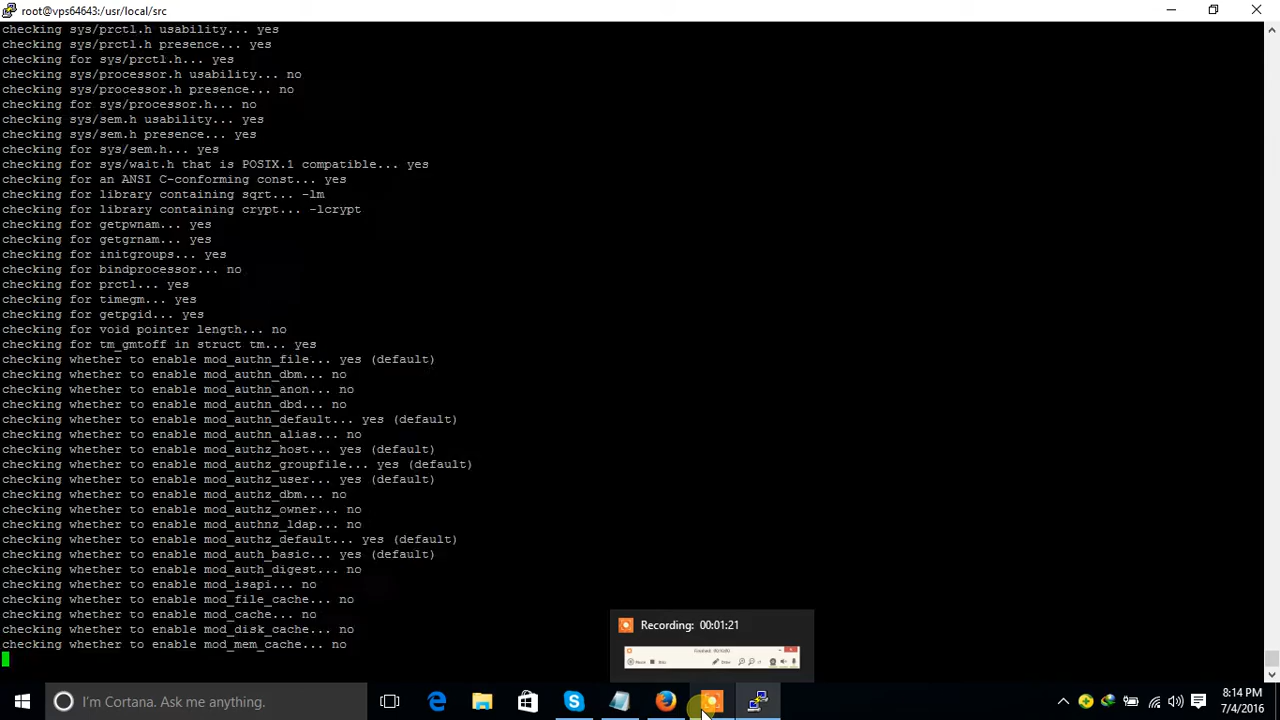 root@vps64643:/usr/local/src
checking sys/prctl.h usability... yes
checking sys/prctl.h presence... yes
checking for sys/prctl.h... yes
checking sys/processor.h usability... no
checking sys/processor.h presence... no
checking for sys/processor.h... no
checking sys/sem.h usability... yes
checking sys/sem.h presence... yes
checking for sys/sem.h... yes
checking for sys/wait.h that is POSIX.1 compatible... yes
checking for an ANSI C-conforming const... yes
checking for library containing sqrt... -lm
checking for library containing crypt... -lcrypt
checking for getpwnam... yes
checking for getgrnam... yes
checking for initgroups... yes
checking for bindprocessor... no
checking for prctl... yes
checking for timegm... yes
checking for getpgid... yes
checking for void pointer length... no
checking for tm_gmtoff in struct tm... yes
checking whether to enable mod_authn_file... yes (default)
checking whether to enable mod_authn_dbm... no
checking whether to enable mod_authn_anon... no
checking whether to enable mod_authn_dbd... no
checking whether to enable mod_authn_default... yes (default)
checking whether to enable mod_authn_alias... no
checking whether to enable mod_authz_host... yes (default)
checking whether to enable mod_authz_groupfile... yes (default)
checking whether to enable mod_authz_user... yes (default)
checking whether to enable mod_authz_dbm... no
checking whether to enable mod_authz_owner... no
checking whether to enable mod_authnz_ldap... no
checking whether to enable mod_authz_default... yes (default)
checking whether to enable mod_auth_basic... yes (default)
checking whether to enable mod_auth_digest... no
checking whether to enable mod_isapi... no
checking whether to enable mod_file_cache... no
checking whether to enable mod_cache... no
checking whether to enable mod_disk_cache... no
checking whether to enable mod_mem_cache... no
Recording: 00:01:21
I'm Cortana. Ask me anything.
8:14 PM
7/4/2016